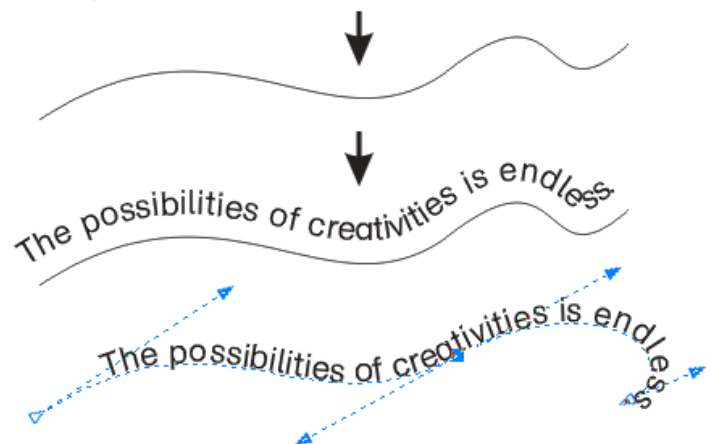 The possibilities of creativities is endless.
The possibilities of creativities is endless